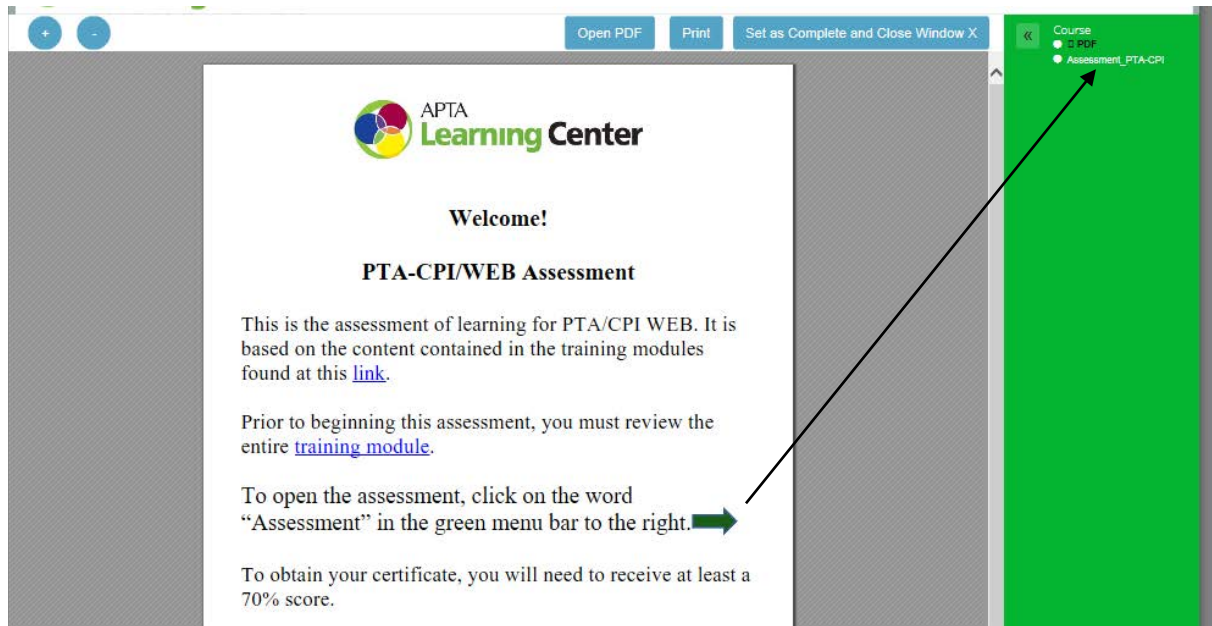 +
-
Open PDF
Print
Set as Complete and Close Window X
«
Course
PDF
Assessment_PTA-CPI
APTA
Learning Center
Welcome!
PTA-CPI/WEB Assessment
This is the assessment of learning for PTA/CPI WEB. It is
based on the content contained in the training modules
found at this link.
Prior to beginning this assessment, you must review the
entire training module.
To open the assessment, click on the word
“Assessment” in the green menu bar to the right.
To obtain your certificate, you will need to receive at least a
70% score.